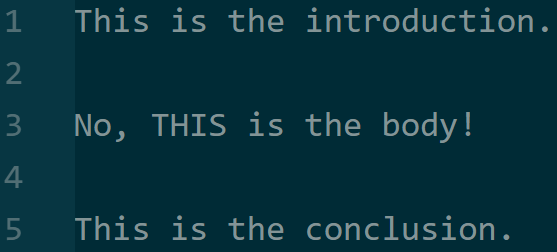 1 This is the introduction.
2
3 No, THIS is the body!
4
5 This is the conclusion.